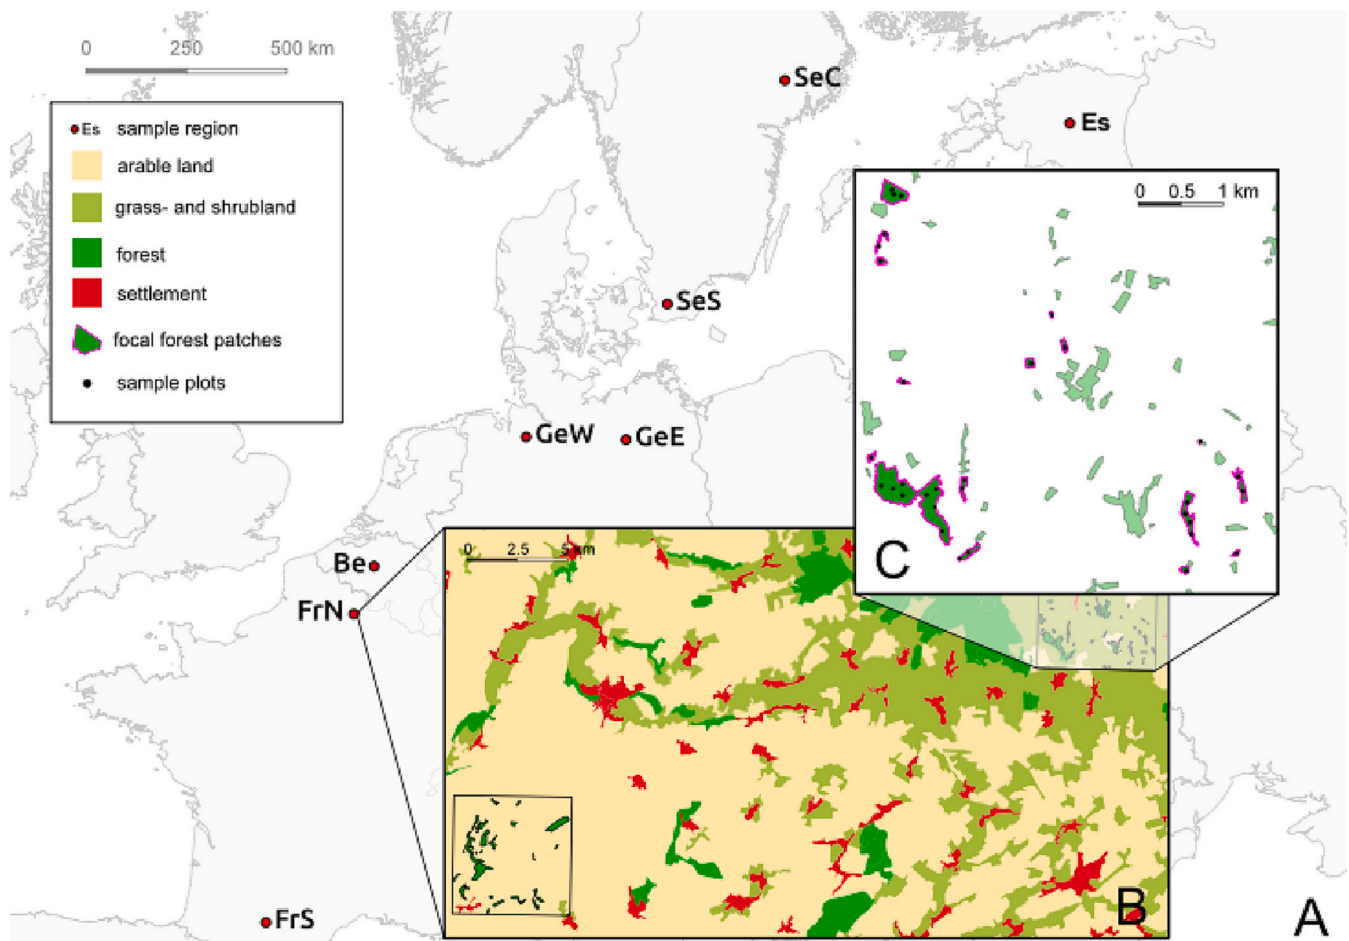 0 250 500 km
Es sample region
arable land
grass- and shrubland
forest
settlement
focal forest patches
sample plots
SeC
Es
0 0.5 1 km
SeS
GeW
GeE
C
Be
0 2.5 5 km
FrN
B
FrS
A